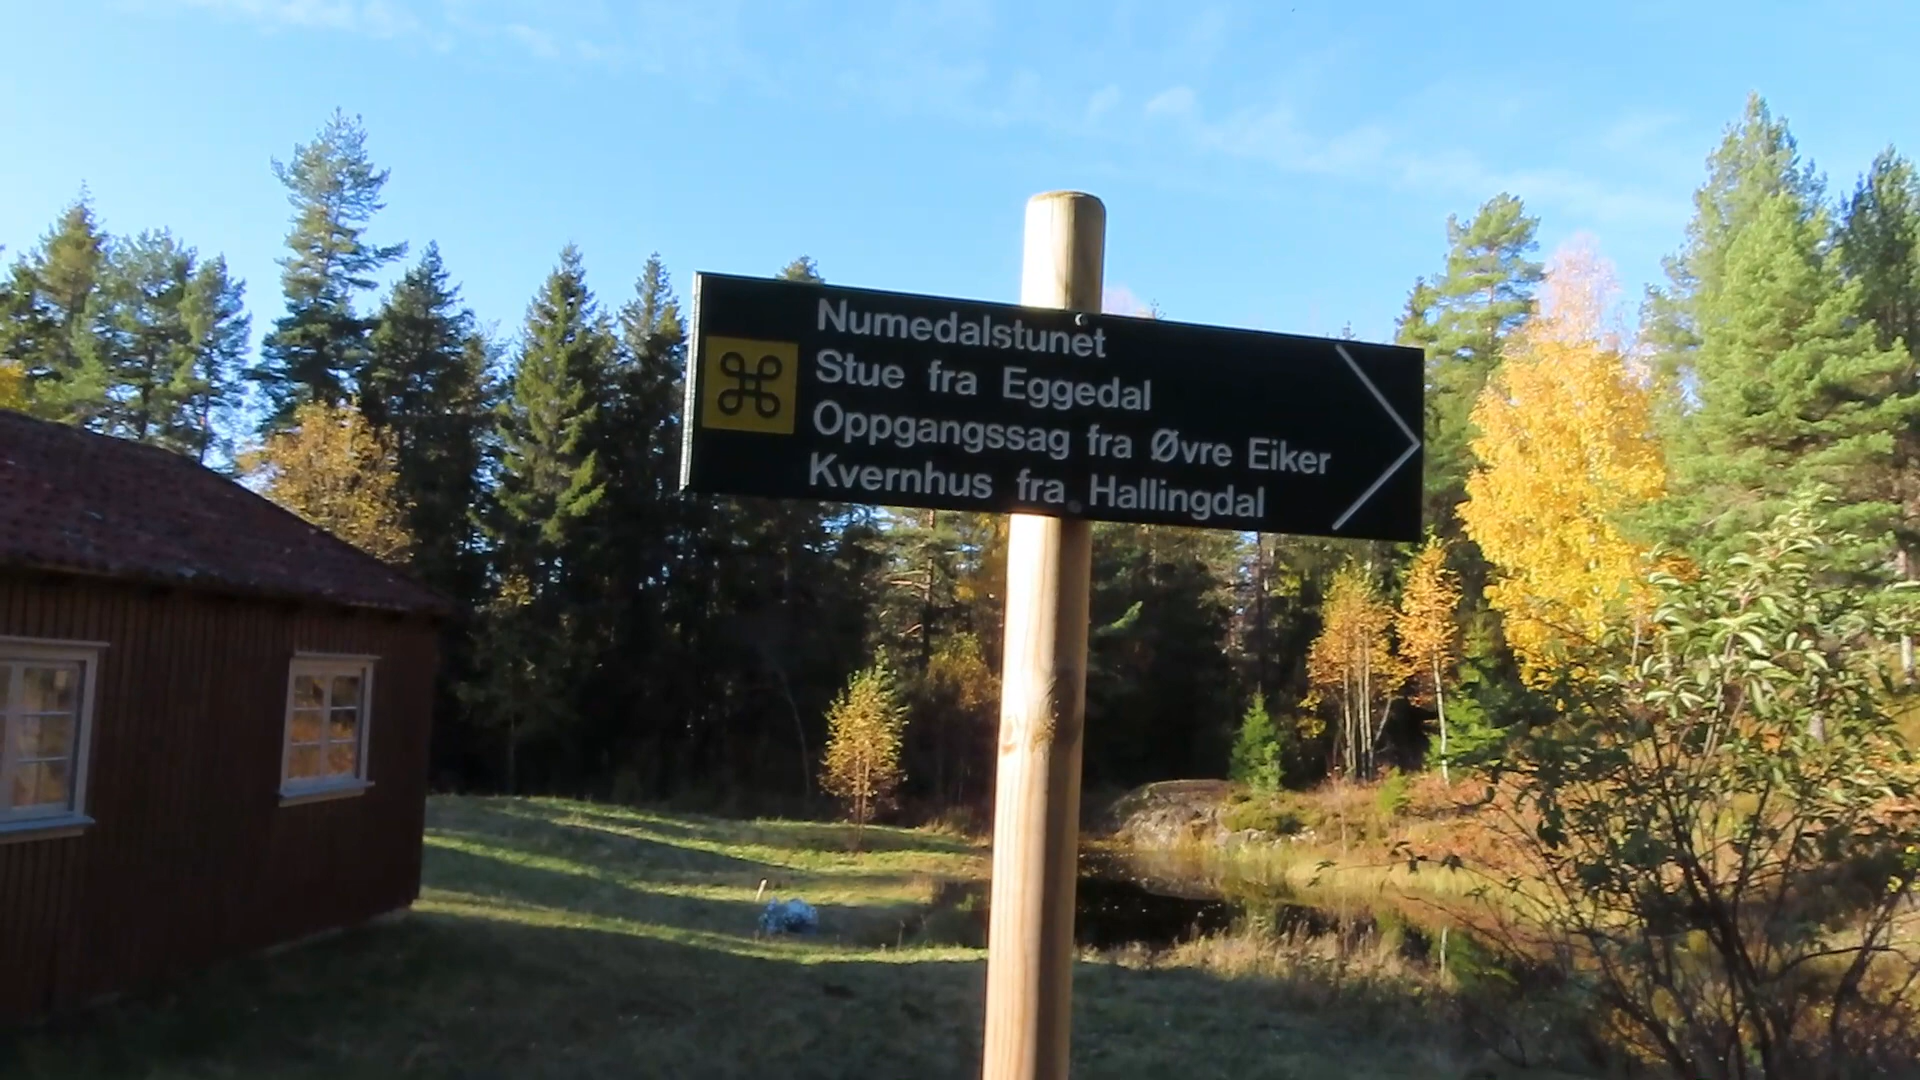 Numedalstunet
Stue fra Eggedal
Oppgangssag fra Øvre Eiker
Kvernhus fra Hallingdal